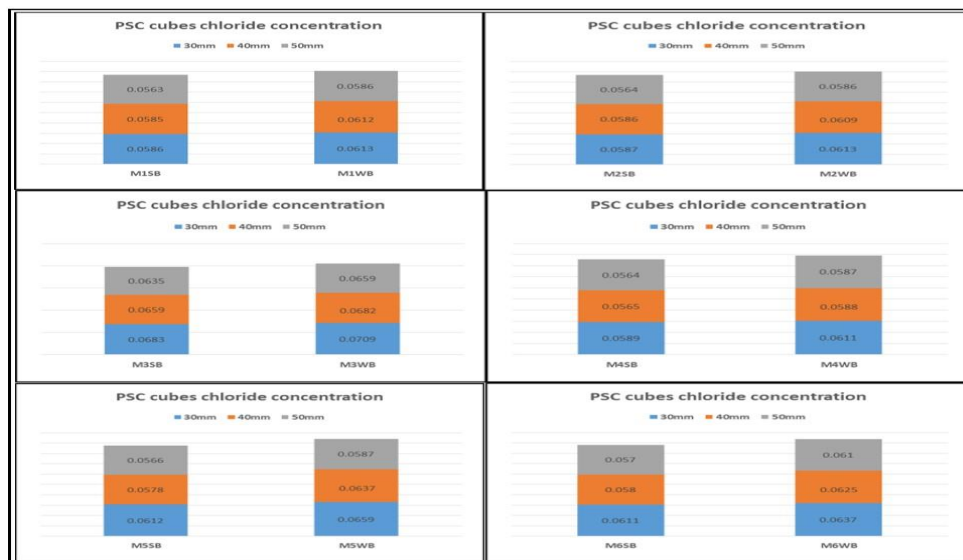 PSC cubes chloride concentration
30mm 40mm 50mm
0.0563 0.0586
0.0585 0.0612
0.0586 0.0613
M1SB M1WB
PSC cubes chloride concentration
30mm 40mm 50mm
0.0564 0.0586
0.0586 0.0609
0.0587 0.0613
M2SB M2WB
PSC cubes chloride concentration
30mm 40mm 50mm
0.0635 0.0659
0.0659 0.0682
0.0683 0.0709
M3SB M3WB
PSC cubes chloride concentration
30mm 40mm 50mm
0.0564 0.0587
0.0565 0.0588
0.0589 0.0611
M4SB M4WB
PSC cubes chloride concentration
30mm 40mm 50mm
0.0566 0.0587
0.0578 0.0637
0.0612 0.0659
M5SB M5WB
PSC cubes chloride concentration
30mm 40mm 50mm
0.057 0.061
0.058 0.0625
0.0611 0.0637
M6SB M6WB